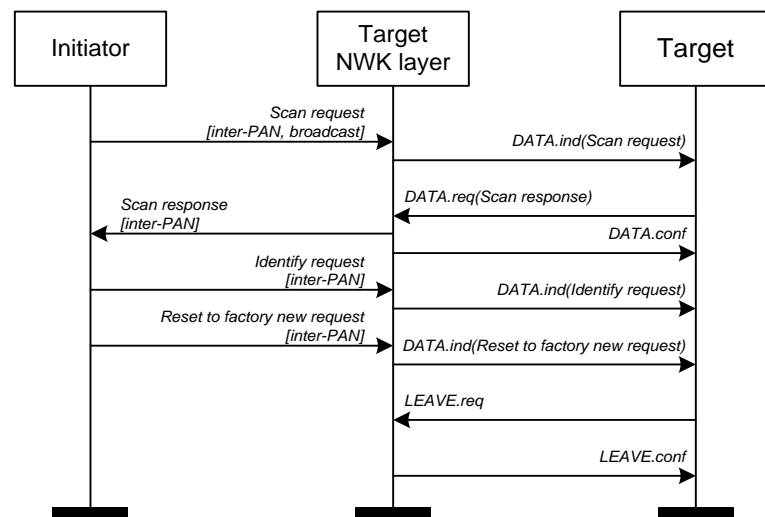 Initiator
Target
NWK layer
Target
Scan request
[inter-PAN, broadcast]
DATA.ind(Scan request)
DATA.req(Scan response)
Scan response
[inter-PAN]
DATA.conf
Identify request
[inter-PAN]
DATA.ind(Identify request)
Reset to factory new request
[inter-PAN]
DATA.ind(Reset to factory new request)
LEAVE.req
LEAVE.conf